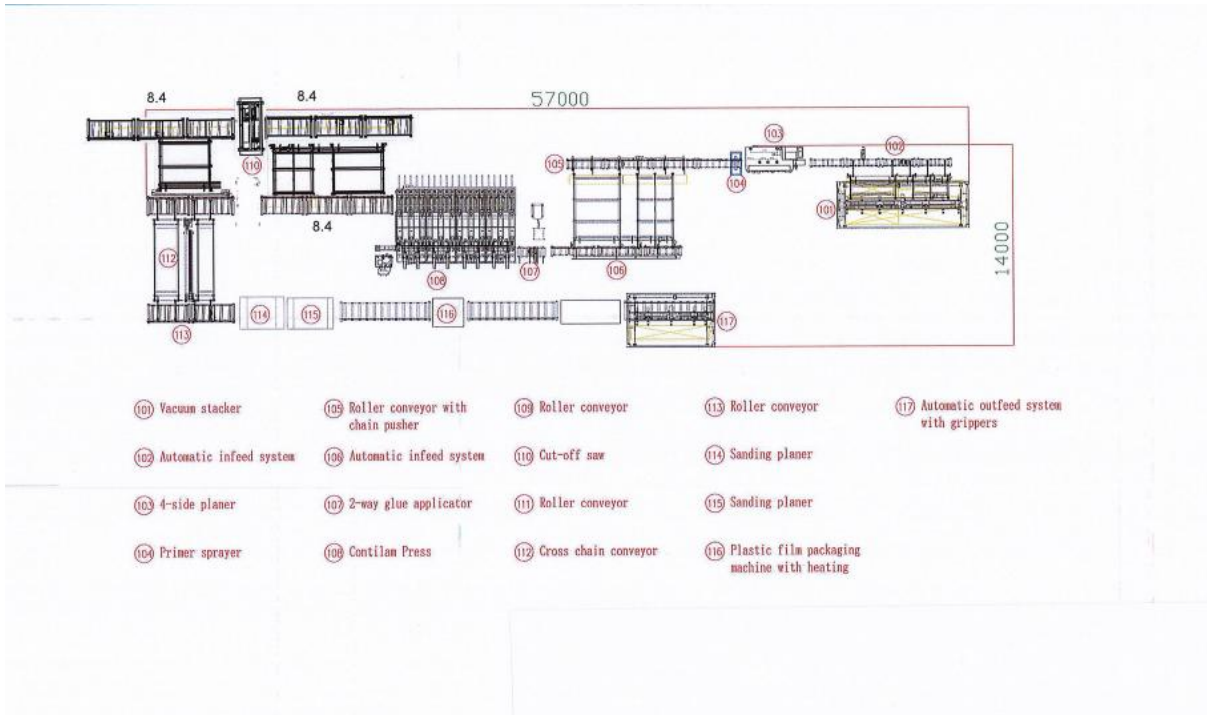 8.4
8.4
57000
103
102
105
110
104
101
8.4
14000
112
107
106
108
114
115
116
117
113
101 Vacuum stacker
105 Roller conveyor with
chain pusher
109 Roller conveyor
113 Roller conveyor
117 Automatic outfeed system
with grippers
102 Automatic infeed system
106 Automatic infeed system
110 Cut-off saw
114 Sanding planer
103 4-side planer
107 2-way glue applicator
111 Roller conveyor
115 Sanding planer
104 Primer sprayer
108 Contilam Press
112 Cross chain conveyor
116 Plastic film packaging
machine with heating